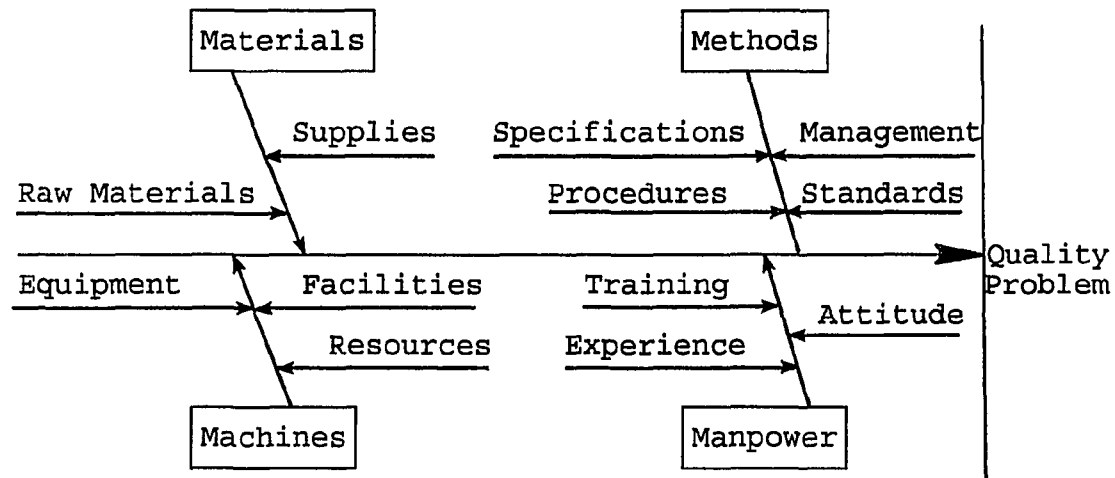 Materials
Methods
Supplies
Specifications
Management
Raw Materials
Procedures
Standards
Quality
Problem
Equipment
Facilities
Training
Attitude
Resources
Experience
Machines
Manpower